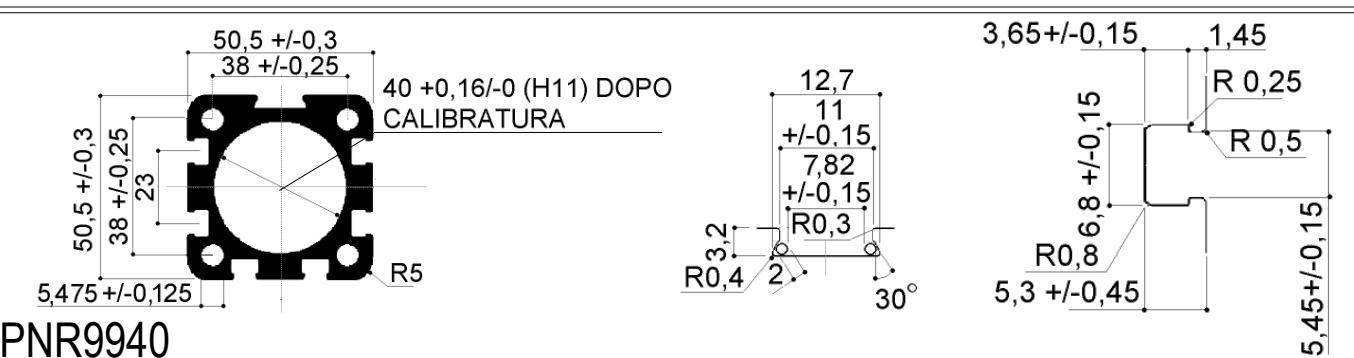 50,5 +/-0,3
38 +/-0,25
40 +0,16/-0 (H11) DOPO
CALIBRATURA
50,5 +/-0,3
38 +/-0,25
23
R5
5,475 +/-0,125
PNR9940
12,7
11
+/-0,15
7,82
+/-0,15
R0,3
3,2
R0,4
2
30°
3,65+/-0,15
1,45
R 0,25
R 0,5
6,8 +/-0,15
R0,8
5,3 +/-0,45
5,45+/-0,15